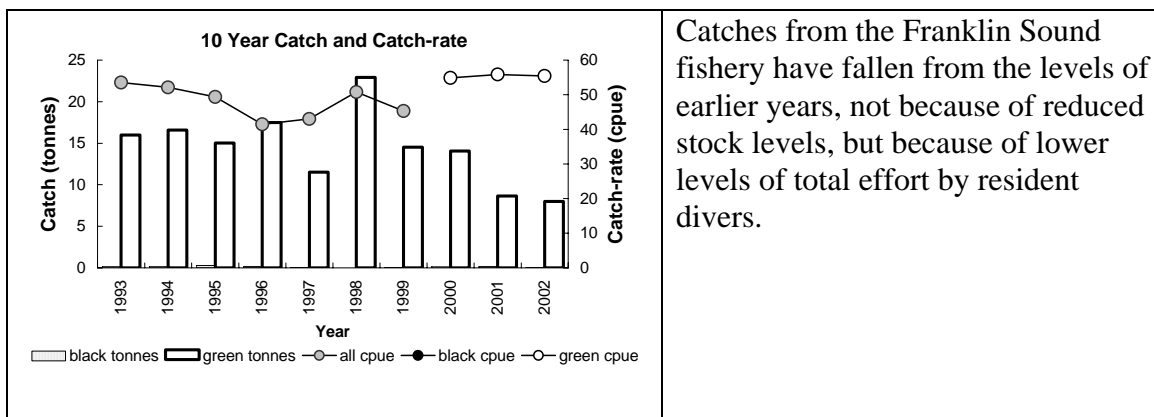 10 Year Catch and Catch-rate
25
20
15
10
5
0
Catch (tonnes)
60
50
40
30
20
10
0
Catch-rate (cpue)
1993
1994
1995
1996
1997
1998
1999
2000
2001
2002
Year
black tonnes green tonnes all cpue black cpue green cpue
Catches from the Franklin Sound
fishery have fallen from the levels of
earlier years, not because of reduced
stock levels, but because of lower
levels of total effort by resident
divers.